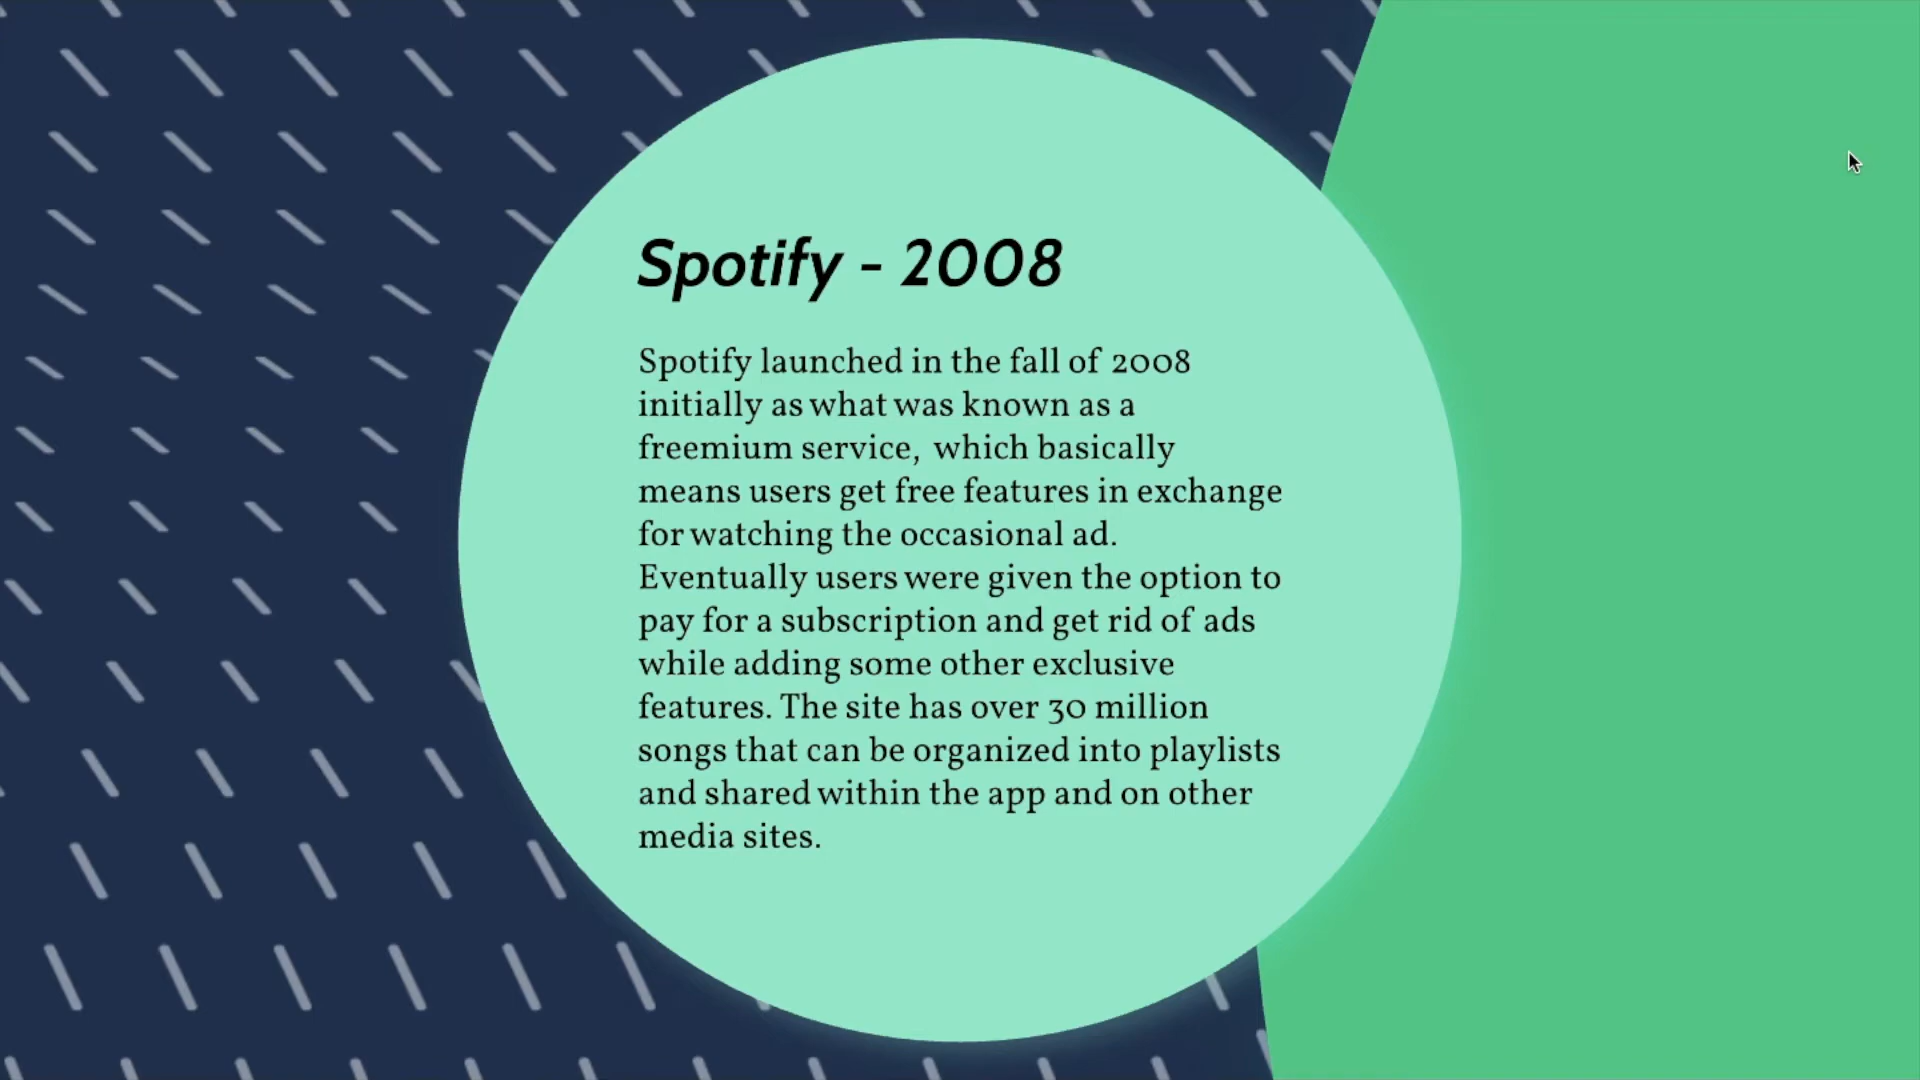 Spotify - 2008
Spotify launched in the fall of 2008
initially as what was known as a
freemium service, which basically
means users get free features in exchange
for watching the occasional ad.
Eventually users were given the option to
pay for a subscription and get rid of ads
while adding some other exclusive
features. The site has over 30 million
songs that can be organized into playlists
and shared within the app and on other
media sites.